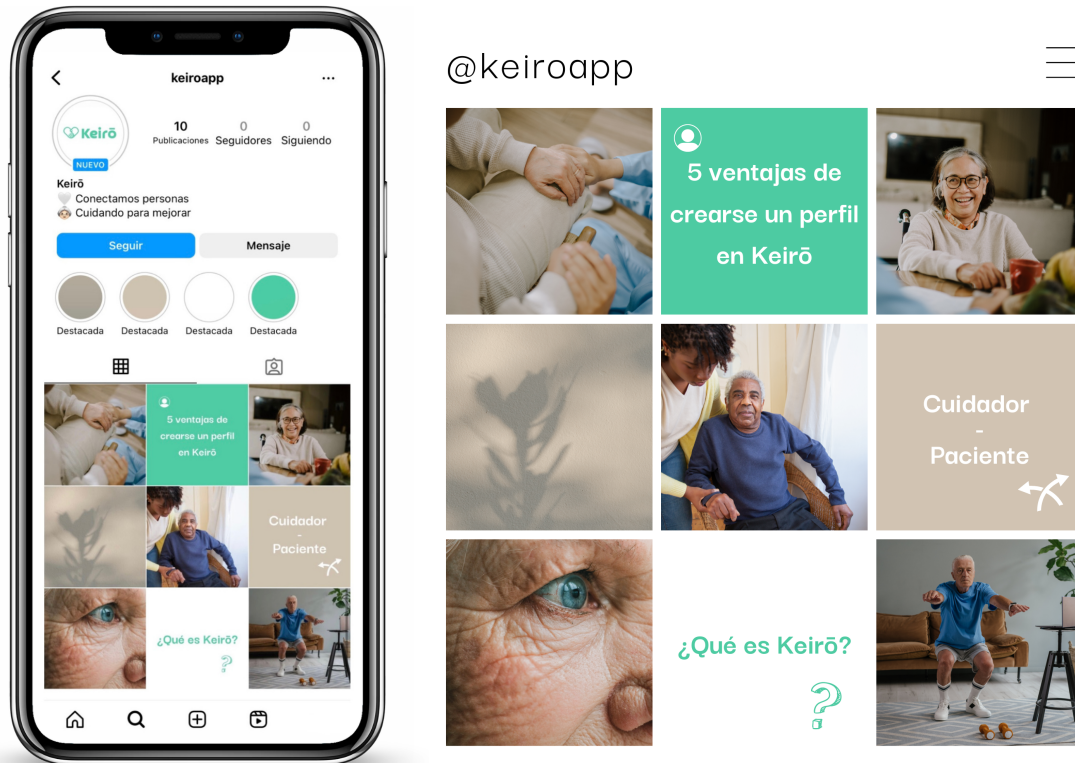 keiroapp
Keirō
NUEVO
10 0 0
Publicaciones Seguidores Siguiendo
Keirō
Conectamos personas
Cuidando para mejorar
Seguir Mensaje
Destacada Destacada Destacada Destacada
5 ventajas de
crearse un perfil
en Keirō
Cuidador
-
Paciente
¿Qué es Keirō?
?
@keiroapp
5 ventajas de
crearse un perfil
en Keirō
Cuidador
-
Paciente
¿Qué es Keirō?
?